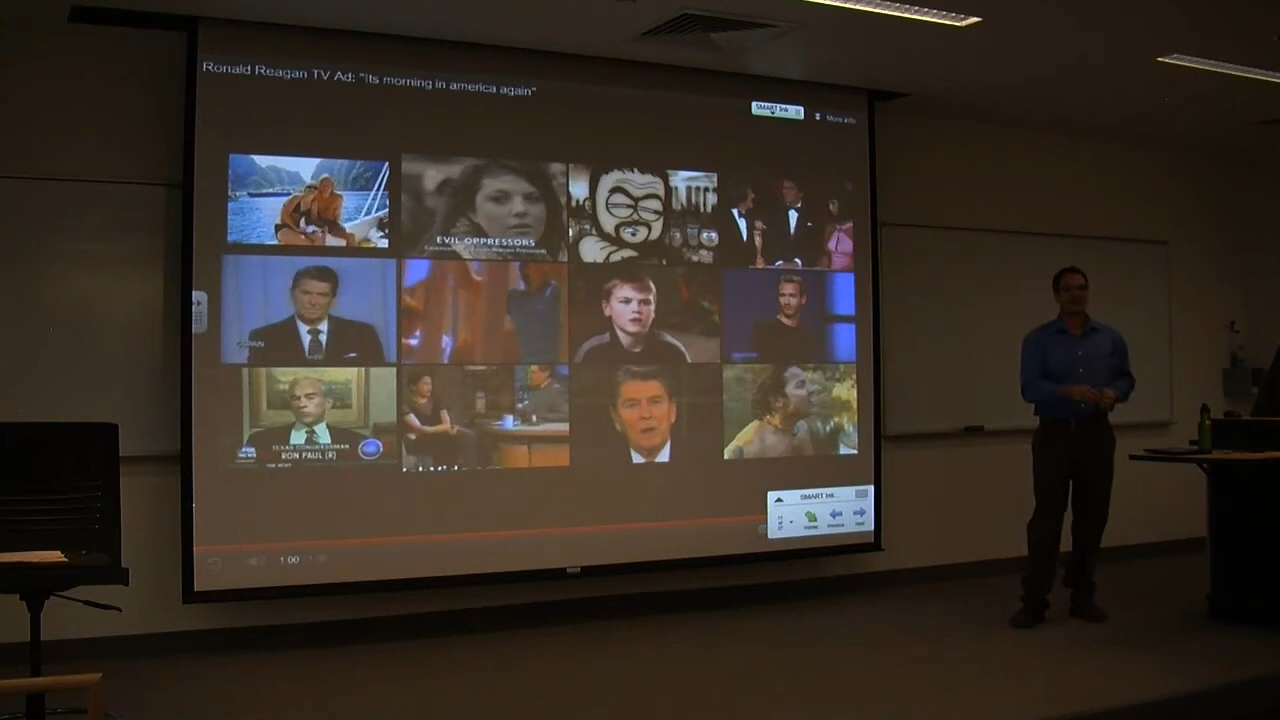 Ronald Reagan TV Ad: "Its morning in america again"
SMART Ink
More info
EVIL OPPRESSORS
TEXAS CONGRESSMAN
RON PAUL (R)
SMART Ink...
1:00